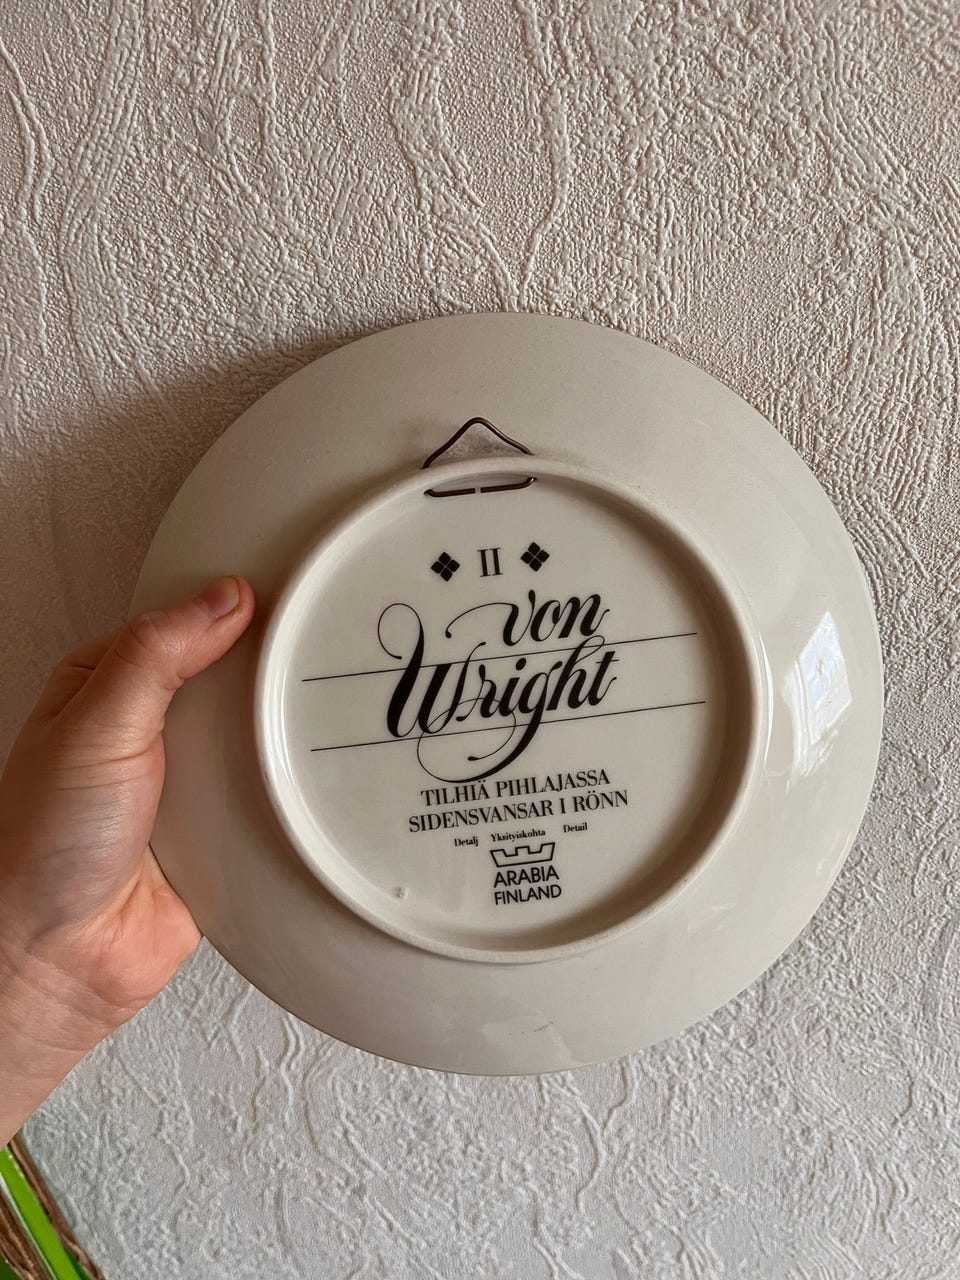 II
von
Wright
TILHIÄ PIHLAJASSA
SIDENSVANSAR I RÖNN
Detalj Yksityiskohta Detail
ARABIA
FINLAND